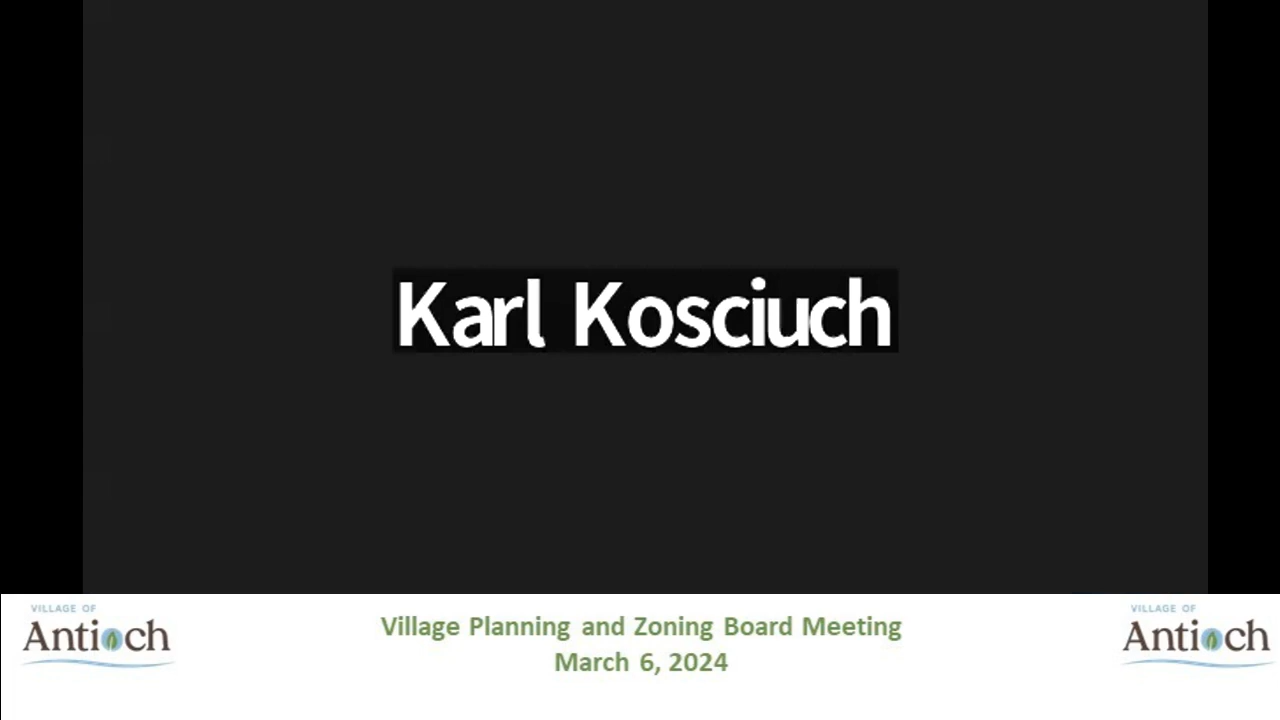 Karl Kosciuch
VILLAGE OF
Antioch
Village Planning and Zoning Board Meeting
March 6, 2024
VILLAGE OF
Antioch